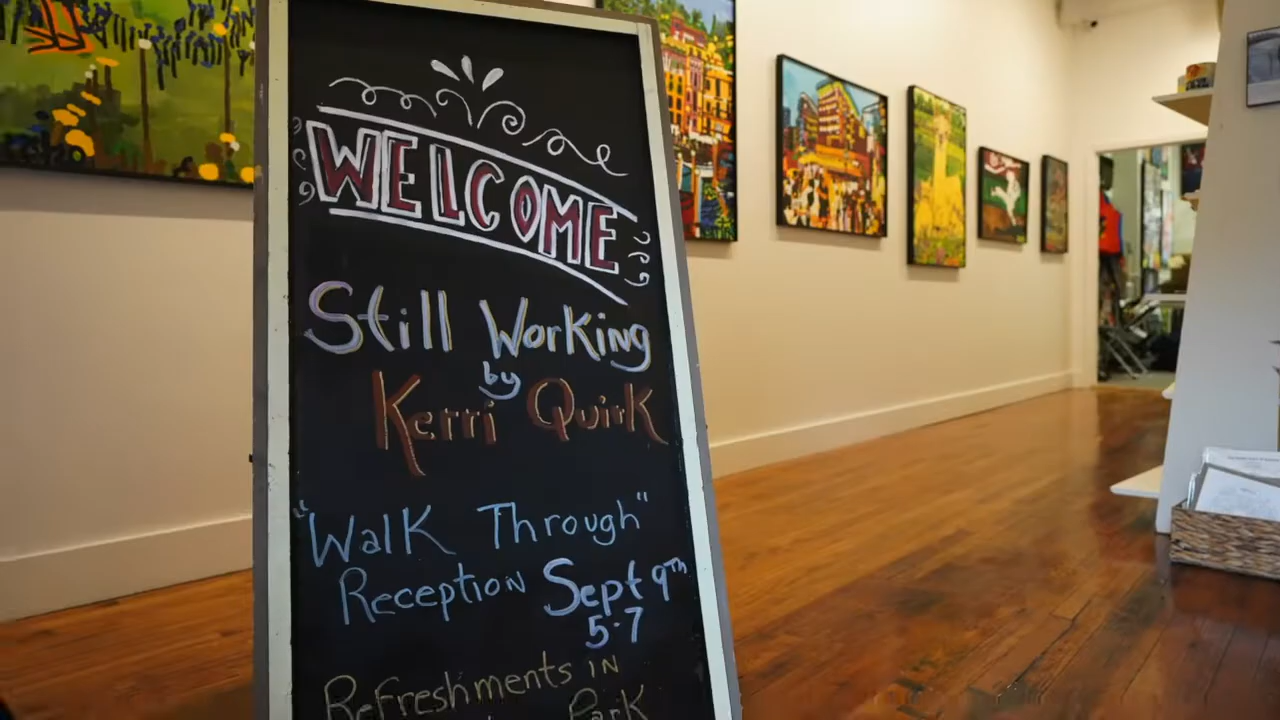 WELCOME
Still Working
by
Kerri Quirk
"Walk Through"
Reception Sept 9th
5-7
Refreshments in
Park